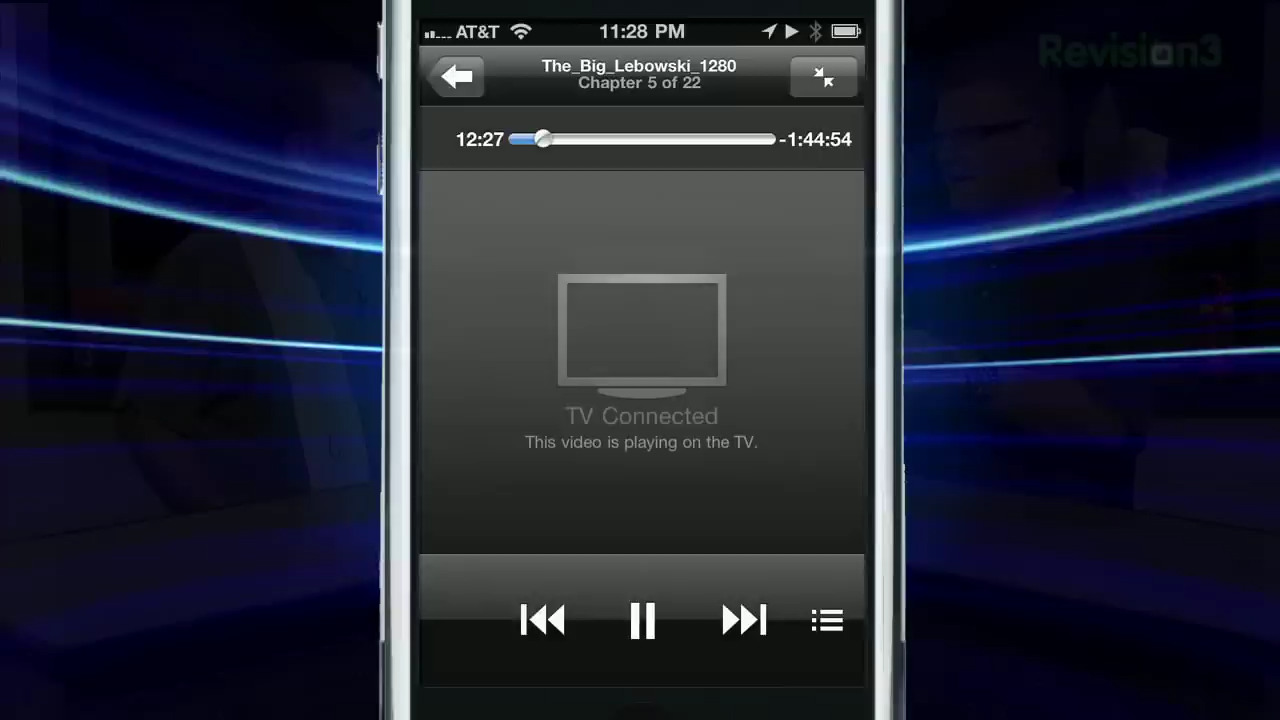 AT&T 11:28 PM
Revision3
The_Big_Lebowski_1280
Chapter 5 of 22
12:27 -1:44:54
TV Connected
This video is playing on the TV.